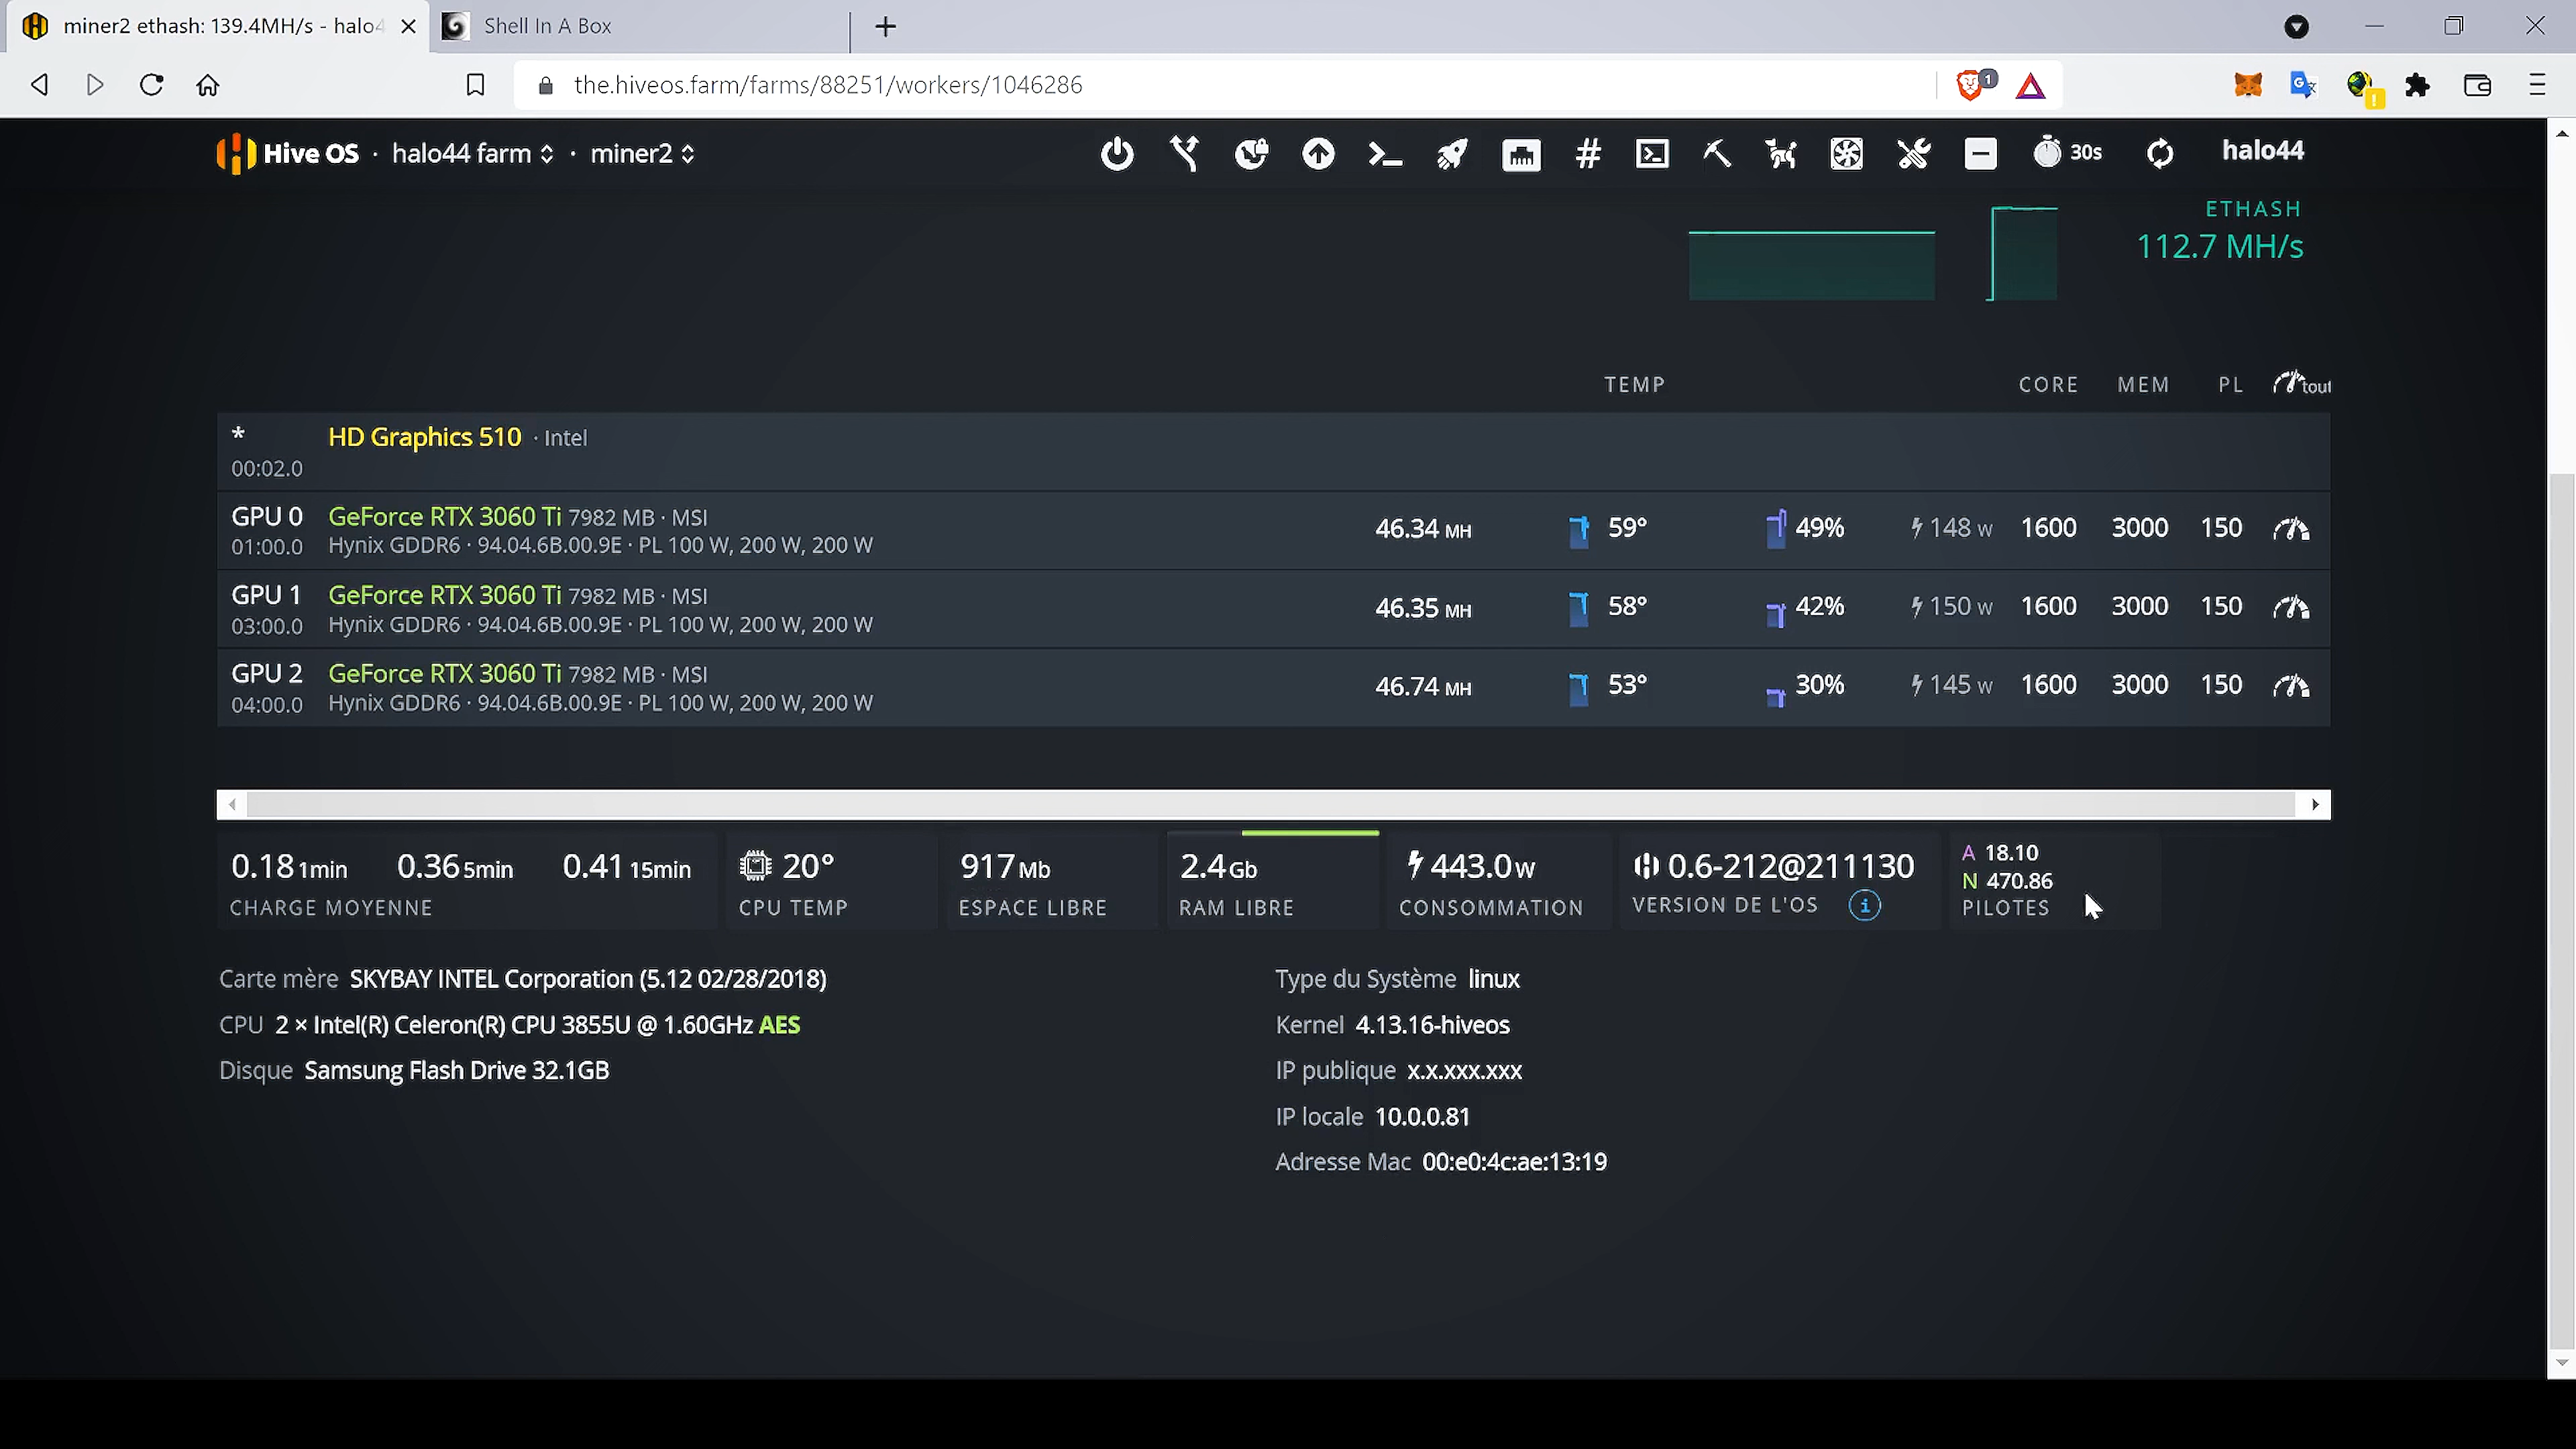 miner2 ethash: 139.4MH/s - halo4
Shell In A Box
the.hiveos.farm/farms/88251/workers/1046286
1
Hive OS · halo44 farm · miner2
30s
halo44
ETHASH
112.7 MH/s
TEMP CORE MEM PL tout
* HD Graphics 510 · Intel
00:02.0
GPU 0 GeForce RTX 3060 Ti 7982 MB · MSI
46.34 MH 59° 49% 148 W 1600 3000 150
01:00.0 Hynix GDDR6 · 94.04.6B.00.9E · PL 100 W, 200 W, 200 W
GPU 1 GeForce RTX 3060 Ti 7982 MB · MSI
46.35 MH 58° 42% 150 W 1600 3000 150
03:00.0 Hynix GDDR6 · 94.04.6B.00.9E · PL 100 W, 200 W, 200 W
GPU 2 GeForce RTX 3060 Ti 7982 MB · MSI
46.74 MH 53° 30% 145 W 1600 3000 150
04:00.0 Hynix GDDR6 · 94.04.6B.00.9E · PL 100 W, 200 W, 200 W
0.18 1min 0.36 5min 0.41 15min
CHARGE MOYENNE
20°
CPU TEMP
917 Mb
ESPACE LIBRE
2.4 Gb
RAM LIBRE
443.0 W
CONSOMMATION
0.6-212@211130
VERSION DE L'OS i
A 18.10
N 470.86
PILOTES
Carte mère SKYBAY INTEL Corporation (5.12 02/28/2018)
CPU 2 × Intel(R) Celeron(R) CPU 3855U @ 1.60GHz AES
Disque Samsung Flash Drive 32.1GB
Type du Système linux
Kernel 4.13.16-hiveos
IP publique x.x.xxx.xxx
IP locale 10.0.0.81
Adresse Mac 00:e0:4c:ae:13:19